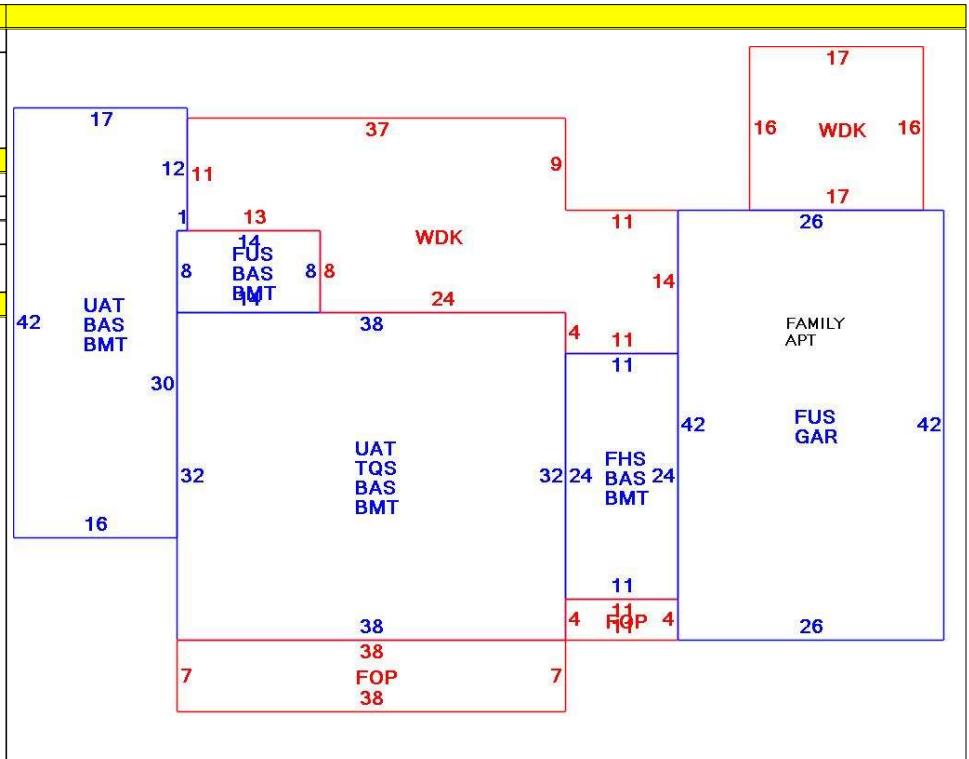 17
17
16 WDK 16
17
37
12
11
9
26
11
1
13
14
FUS
8 BAS 8 8
BMT
14
WDK
14
24
38
4
11
11
42
UAT
BAS
BMT
30
FAMILY
APT
42 FUS 42
GAR
UAT
TQS
32 BAS 32
BMT
FHS
24 BAS 24
BMT
16
11
11
4 FOP 4
11
38
38
7 FOP 7
38
26